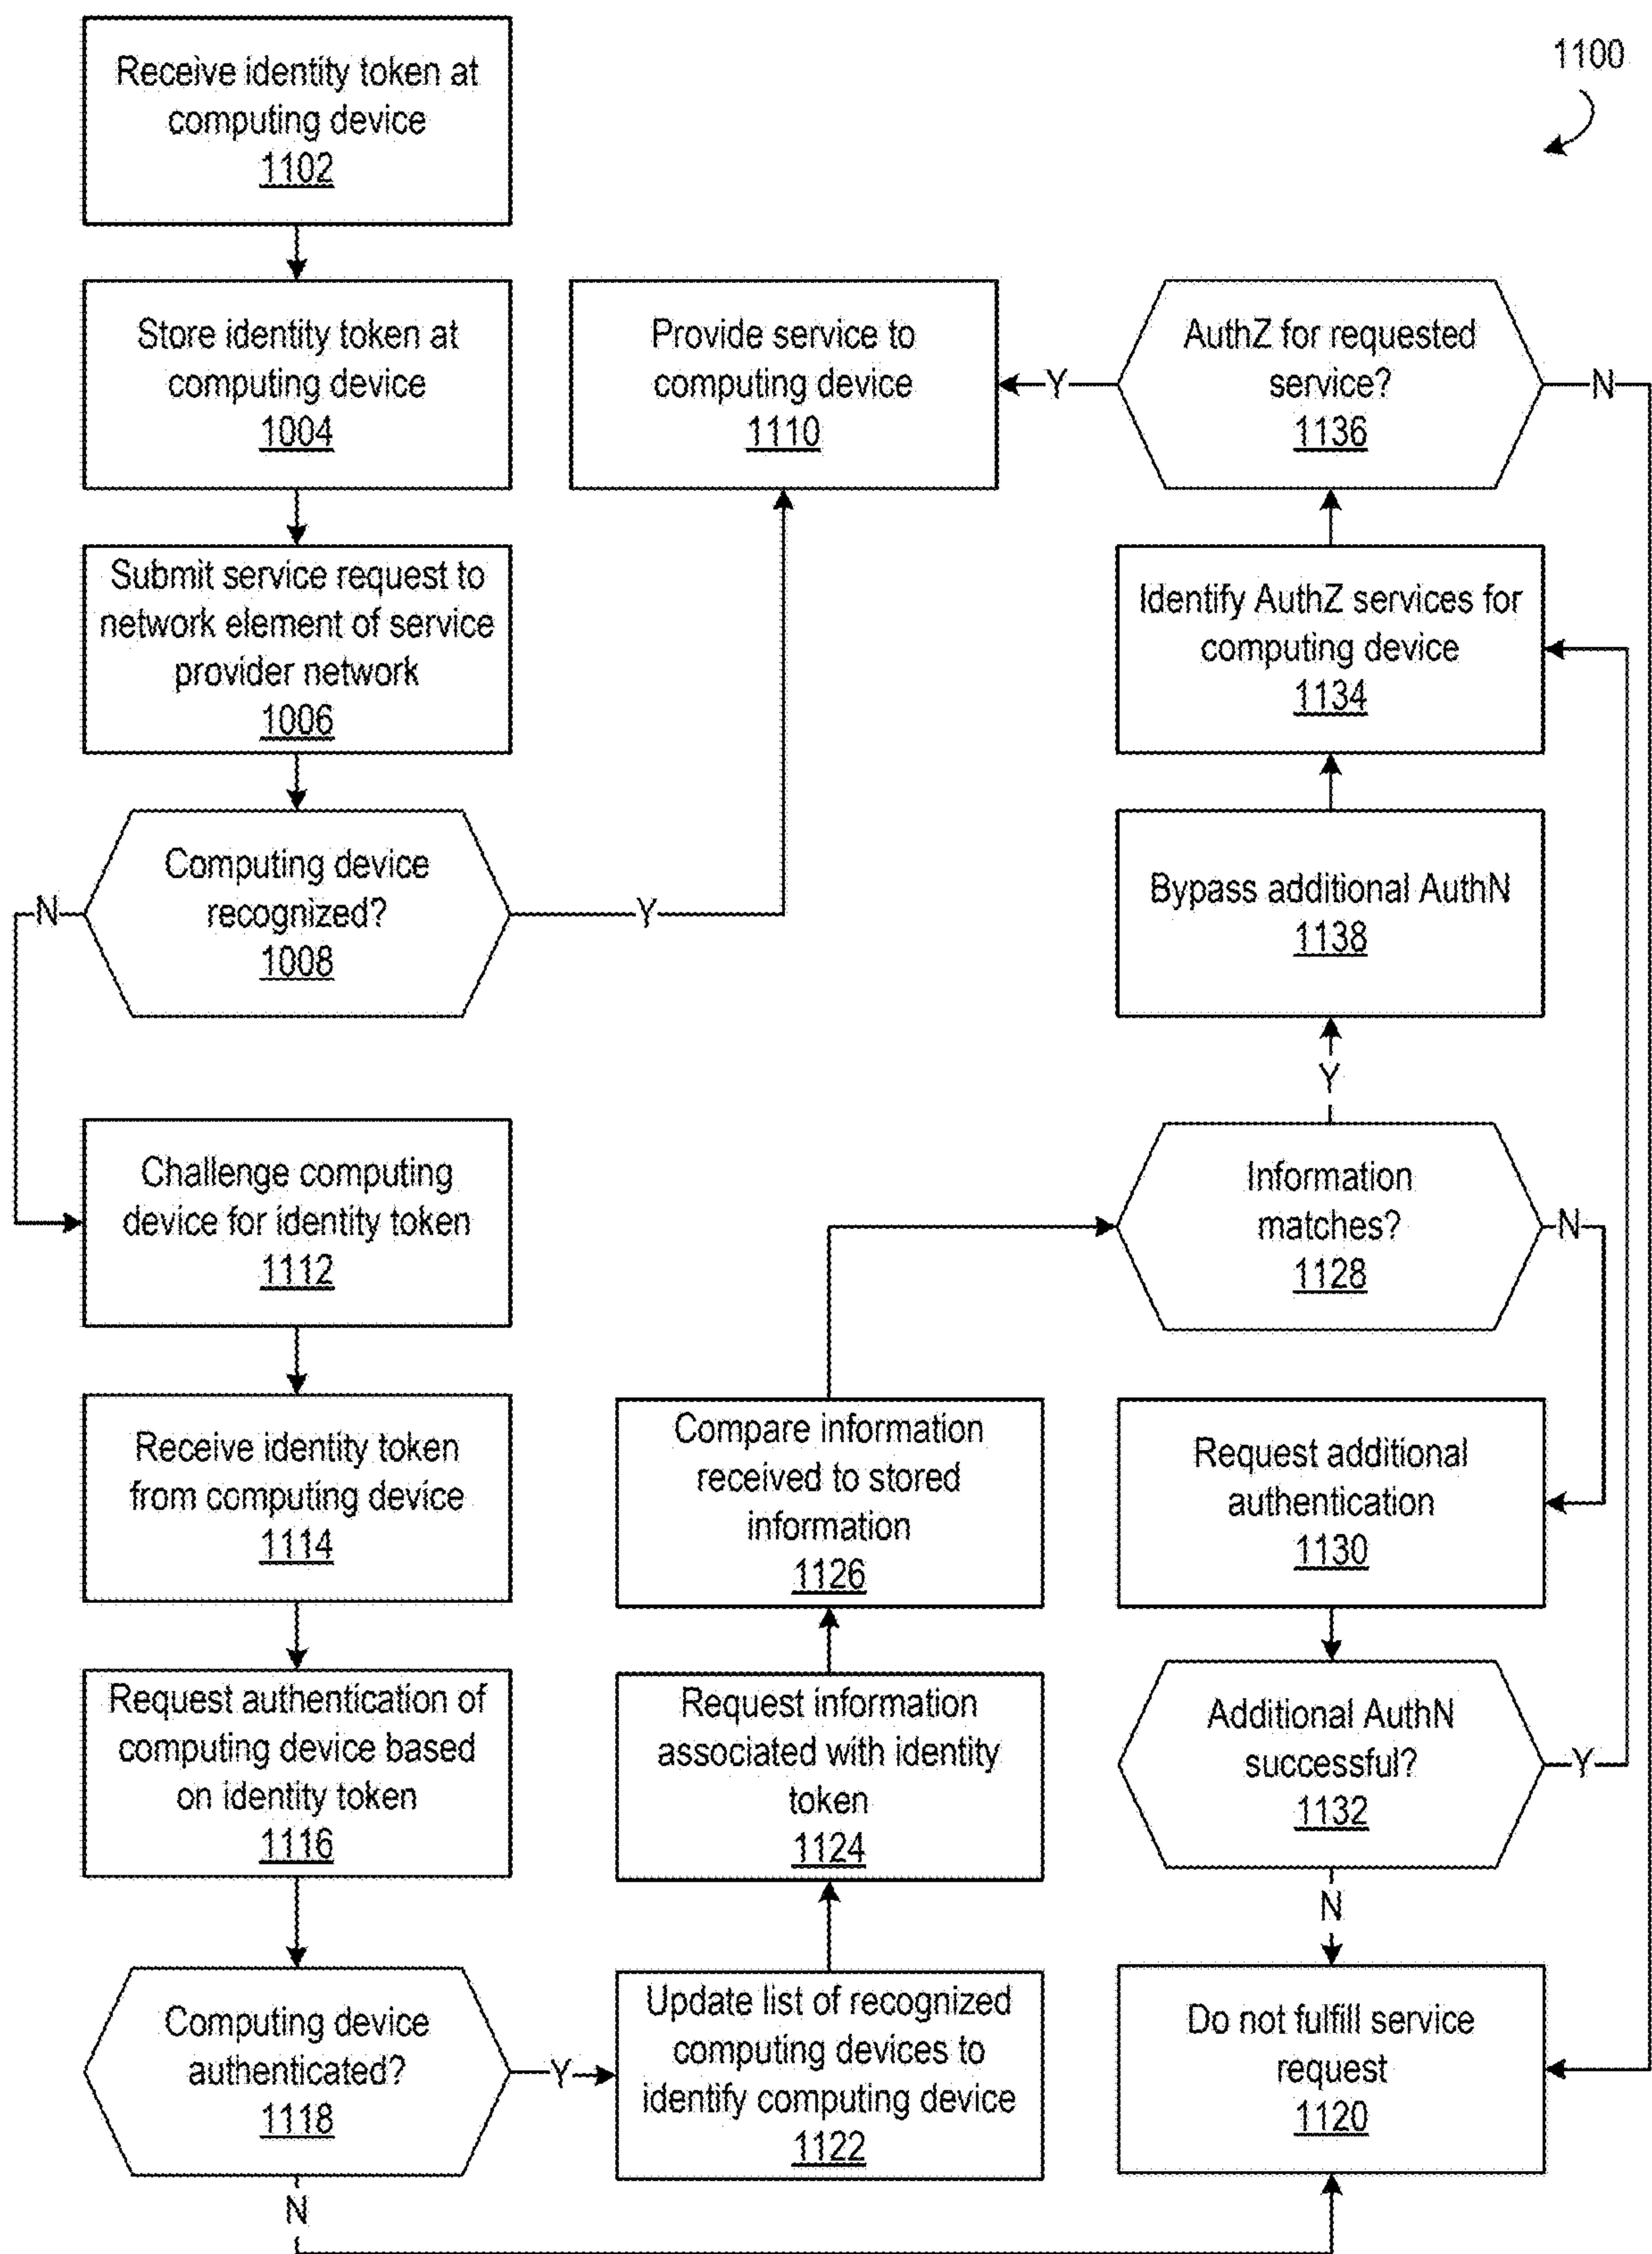 1100
Receive identity token at
computing device
1102
Store identity token at
computing device
1004
Submit service request to
network element of service
provider network
1006
Computing device
recognized?
1008
N
Y
Provide service to
computing device
1110
Challenge computing
device for identity token
1112
Receive identity token
from computing device
1114
Request authentication of
computing device based
on identity token
1116
Computing device
authenticated?
1118
Y
N
Update list of recognized
computing devices to
identify computing device
1122
Request information
associated with identity
token
1124
Compare information
received to stored
information
1126
Information
matches?
1128
Y
N
Bypass additional AuthN
1138
Identify AuthZ services for
computing device
1134
AuthZ for requested
service?
1136
Y
N
Request additional
authentication
1130
Additional AuthN
successful?
1132
Y
N
Do not fulfill service
request
1120